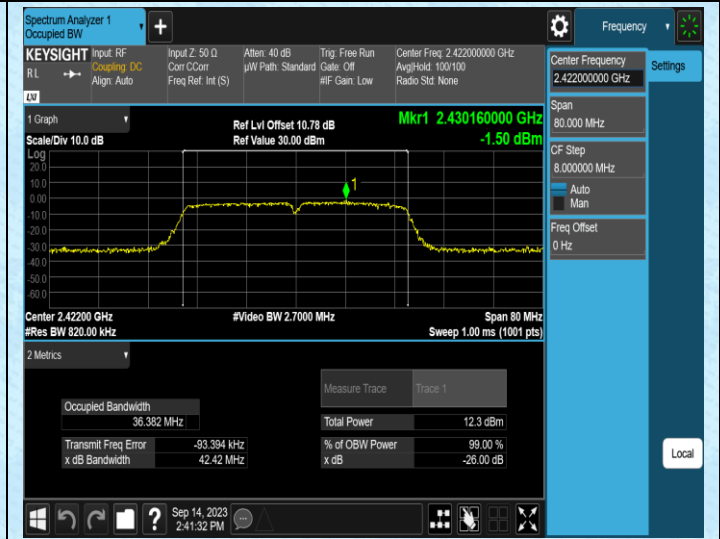 Spectrum Analyzer 1
Occupied BW
+
Frequency
KEYSIGHT
RL
LXI
Input: RF
Coupling: DC
Align: Auto
Input Z: 50 Ω
Corr CCorr
Freq Ref: Int (S)
Atten: 40 dB
µW Path: Standard
Trig: Free Run
Gate: Off
#IF Gain: Low
Center Freq: 2.422000000 GHz
Avg|Hold: 100/100
Radio Std: None
Center Frequency
2.422000000 GHz
Settings
Span
80.000 MHz
CF Step
8.000000 MHz
Auto
Man
Freq Offset
0 Hz
Local
1 Graph
Scale/Div 10.0 dB
Ref Lvl Offset 10.78 dB
Ref Value 30.00 dBm
Mkr1 2.430160000 GHz
-1.50 dBm
Log
20.0
10.0
0.00
-10.0
-20.0
-30.0
-40.0
-50.0
-60.0
1
Center 2.42200 GHz
#Res BW 820.00 kHz
#Video BW 2.7000 MHz
Span 80 MHz
Sweep 1.00 ms (1001 pts)
2 Metrics
Measure Trace Trace 1
Occupied Bandwidth
36.382 MHz
Total Power 12.3 dBm
Transmit Freq Error -93.394 kHz
% of OBW Power 99.00 %
x dB Bandwidth 42.42 MHz
x dB -26.00 dB
?
Sep 14, 2023
2:41:32 PM